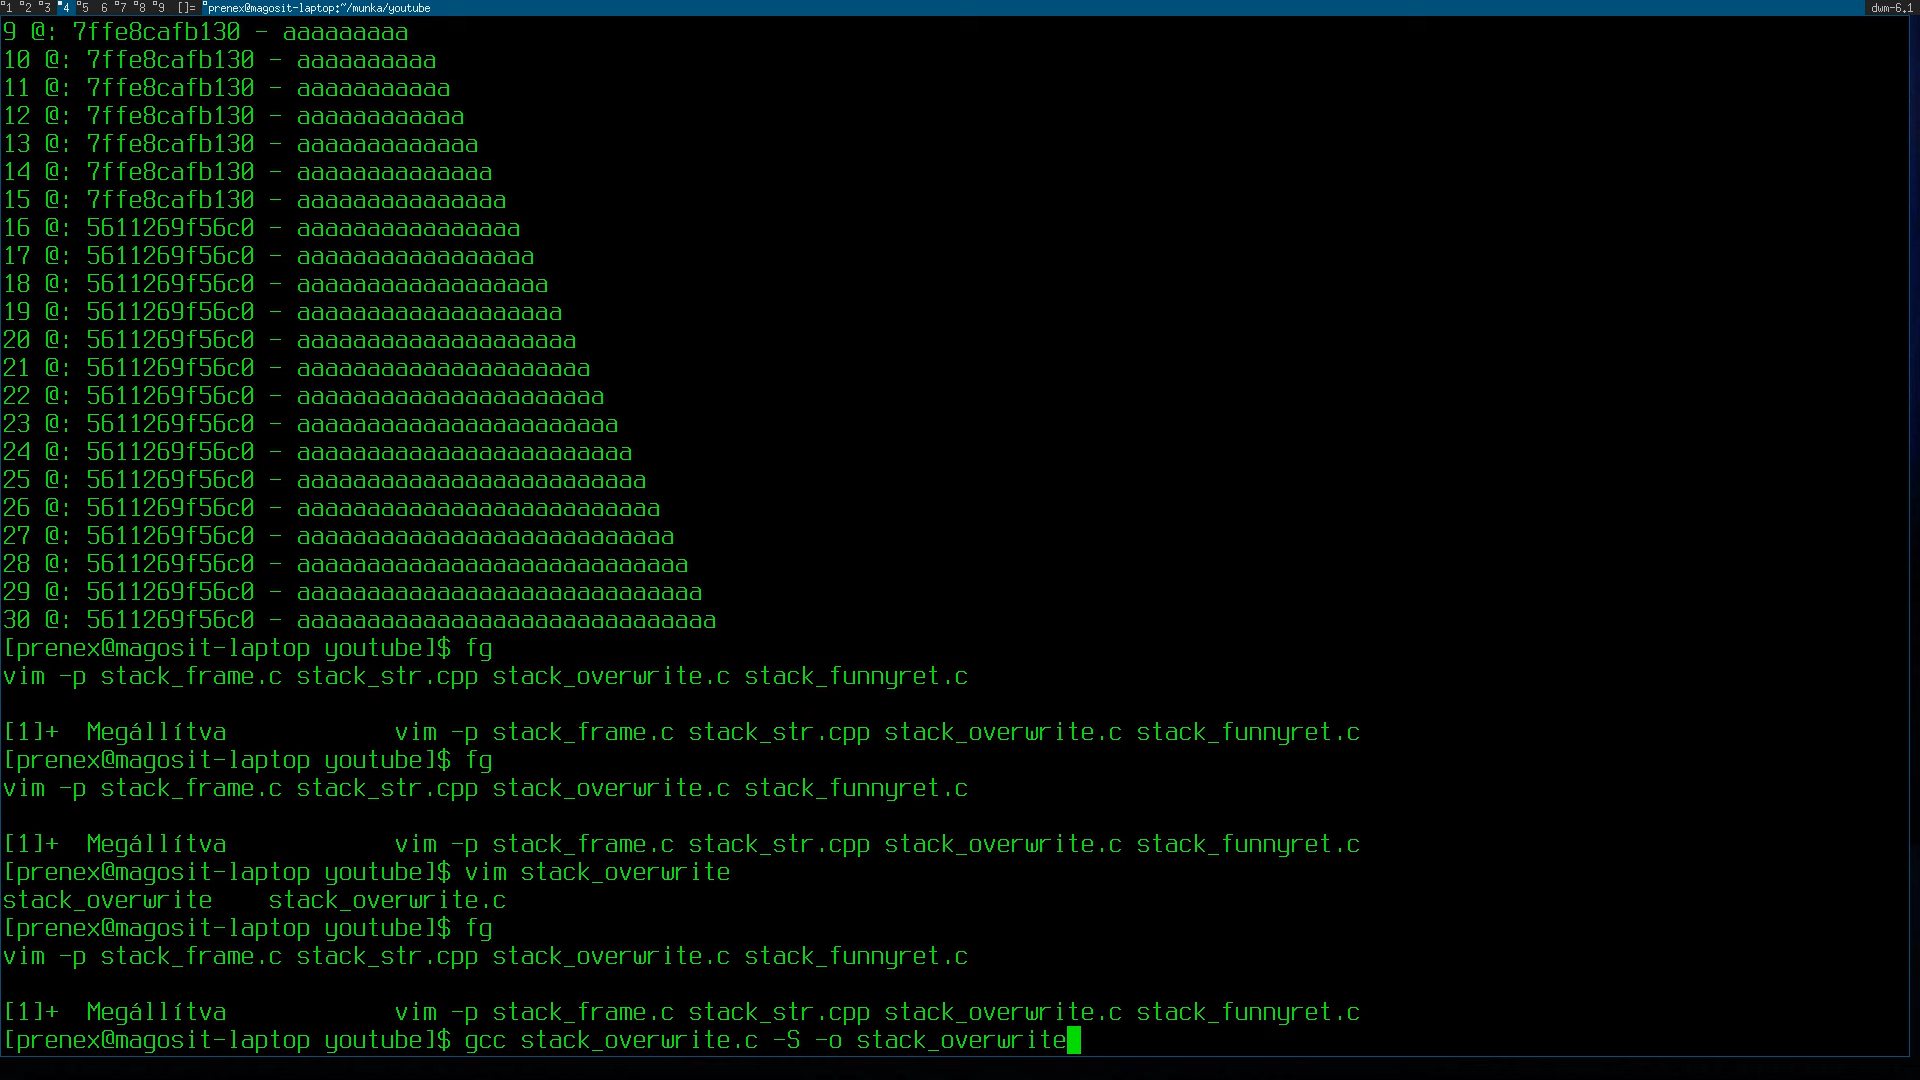 1 2 3 4 5 6 7 8 9 []= prenex@magosit-laptop:~/munka/youtube dwm-6.1
9 @: 7ffe8cafb130 - aaaaaaaaa
10 @: 7ffe8cafb130 - aaaaaaaaaa
11 @: 7ffe8cafb130 - aaaaaaaaaaa
12 @: 7ffe8cafb130 - aaaaaaaaaaaa
13 @: 7ffe8cafb130 - aaaaaaaaaaaaa
14 @: 7ffe8cafb130 - aaaaaaaaaaaaaa
15 @: 7ffe8cafb130 - aaaaaaaaaaaaaaa
16 @: 5611269f56c0 - aaaaaaaaaaaaaaaa
17 @: 5611269f56c0 - aaaaaaaaaaaaaaaaa
18 @: 5611269f56c0 - aaaaaaaaaaaaaaaaaa
19 @: 5611269f56c0 - aaaaaaaaaaaaaaaaaaa
20 @: 5611269f56c0 - aaaaaaaaaaaaaaaaaaaa
21 @: 5611269f56c0 - aaaaaaaaaaaaaaaaaaaaa
22 @: 5611269f56c0 - aaaaaaaaaaaaaaaaaaaaaa
23 @: 5611269f56c0 - aaaaaaaaaaaaaaaaaaaaaaa
24 @: 5611269f56c0 - aaaaaaaaaaaaaaaaaaaaaaaa
25 @: 5611269f56c0 - aaaaaaaaaaaaaaaaaaaaaaaaa
26 @: 5611269f56c0 - aaaaaaaaaaaaaaaaaaaaaaaaaa
27 @: 5611269f56c0 - aaaaaaaaaaaaaaaaaaaaaaaaaaa
28 @: 5611269f56c0 - aaaaaaaaaaaaaaaaaaaaaaaaaaaa
29 @: 5611269f56c0 - aaaaaaaaaaaaaaaaaaaaaaaaaaaaa
30 @: 5611269f56c0 - aaaaaaaaaaaaaaaaaaaaaaaaaaaaaa
[prenex@magosit-laptop youtube]$ fg
vim -p stack_frame.c stack_str.cpp stack_overwrite.c stack_funnyret.c
[1]+  Megállítva            vim -p stack_frame.c stack_str.cpp stack_overwrite.c stack_funnyret.c
[prenex@magosit-laptop youtube]$ fg
vim -p stack_frame.c stack_str.cpp stack_overwrite.c stack_funnyret.c
[1]+  Megállítva            vim -p stack_frame.c stack_str.cpp stack_overwrite.c stack_funnyret.c
[prenex@magosit-laptop youtube]$ vim stack_overwrite
stack_overwrite    stack_overwrite.c
[prenex@magosit-laptop youtube]$ fg
vim -p stack_frame.c stack_str.cpp stack_overwrite.c stack_funnyret.c
[1]+  Megállítva            vim -p stack_frame.c stack_str.cpp stack_overwrite.c stack_funnyret.c
[prenex@magosit-laptop youtube]$ gcc stack_overwrite.c -S -o stack_overwrite